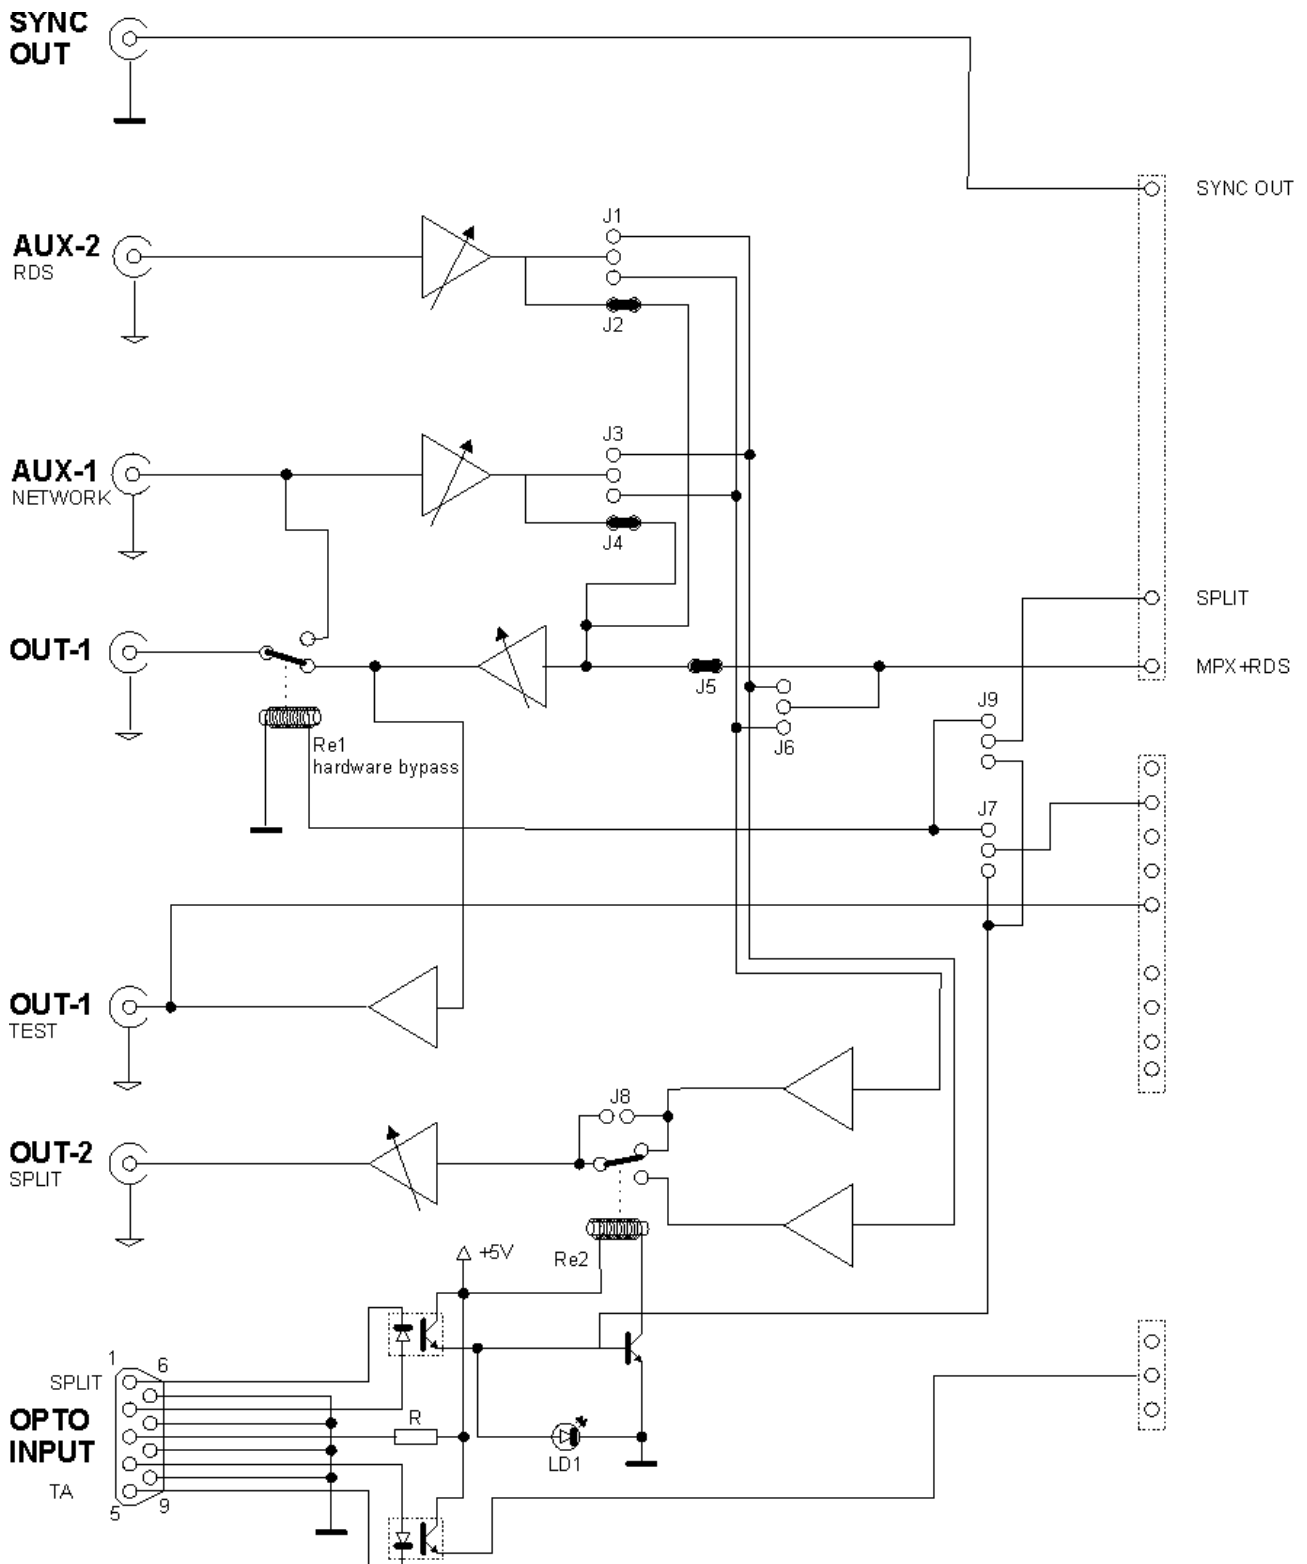 SYNC
OUT
SYNC OUT
AUX-2
RDS
J1
J2
AUX-1
NETWORK
J3
J4
SPLIT
OUT-1
J5
MPX+RDS
J9
J6
Re1
hardware bypass
J7
OUT-1
TEST
J8
OUT-2
SPLIT
+5V
Re2
1
6
SPLIT
OPTO
INPUT
R
LD1
TA
5
9